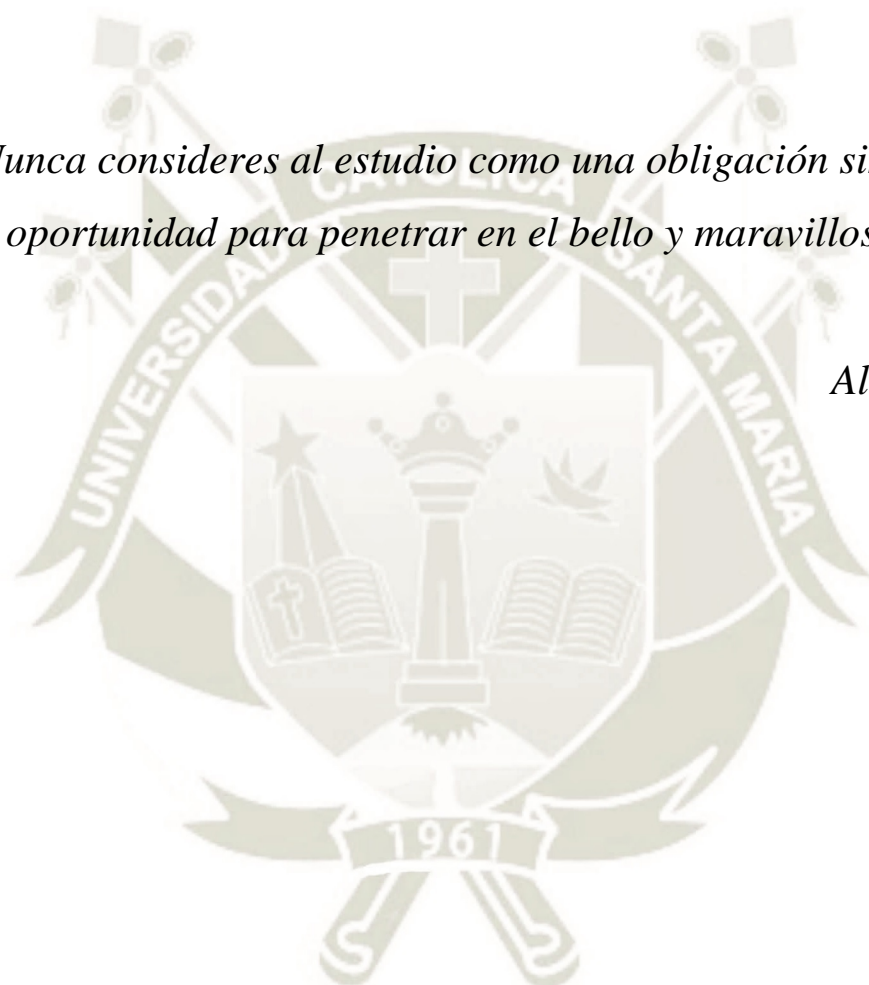 unca consideres al estudio como una obligación si
oportunidad para penetrar en el bello y maravillos
Al
UNIVERSIDAD CATOLICA SANTA MARIA
1961